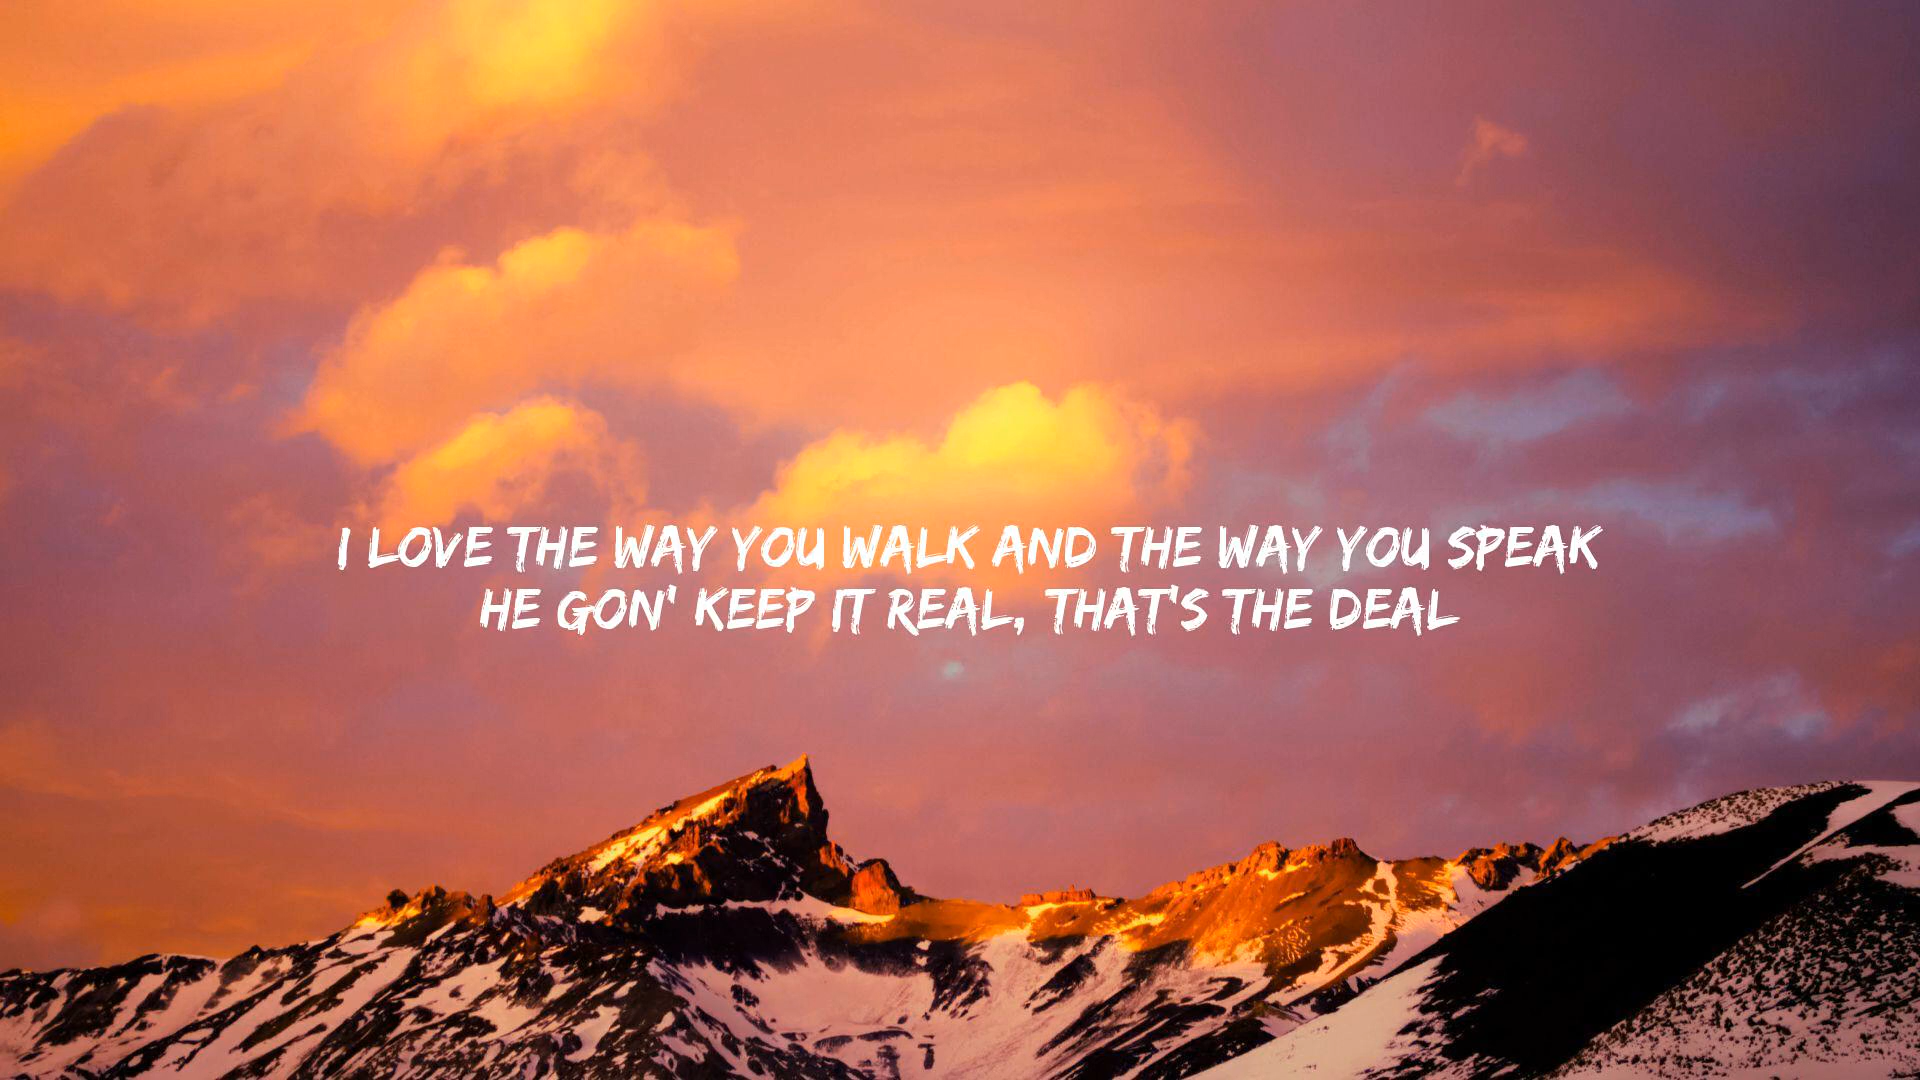 I LOVE THE WAY YOU WALK AND THE WAY YOU SPEAK
HE GON' KEEP IT REAL, THAT'S THE DEAL